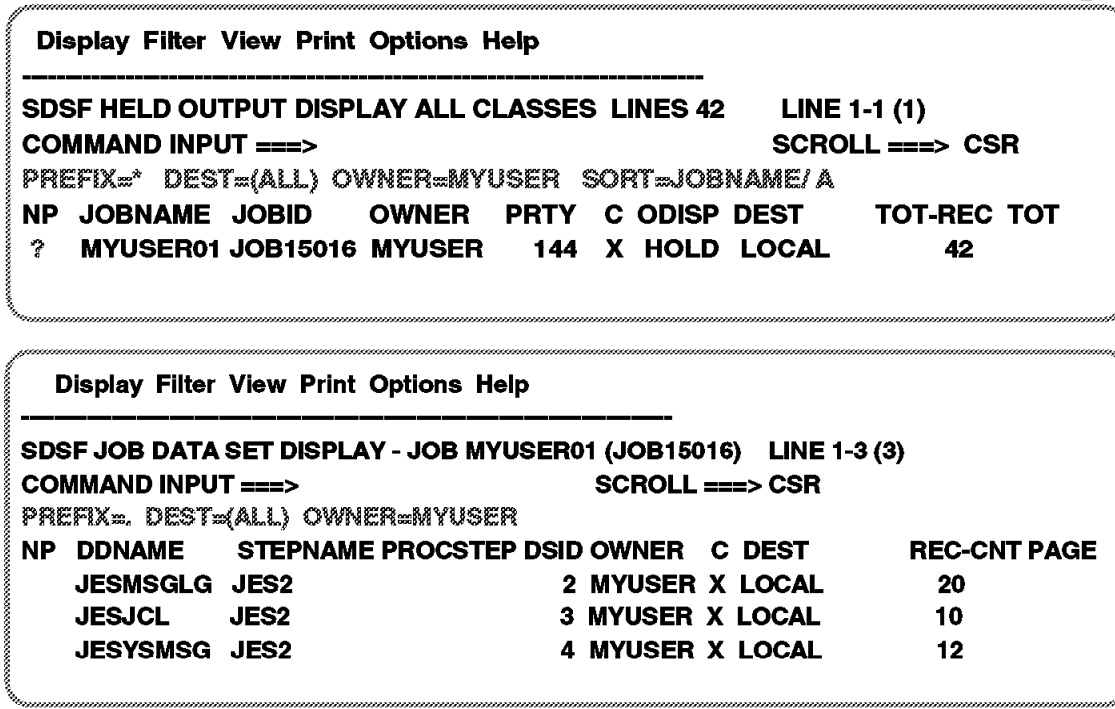 Display Filter View Print Options Help
SDSF HELD OUTPUT DISPLAY ALL CLASSES LINES 42 LINE 1-1 (1)
COMMAND INPUT ===> SCROLL ===> CSR
PREFIX=* DEST=(ALL) OWNER=MYUSER SORT=JOBNAME/ A
NP JOBNAME JOBID OWNER PRTY C ODISP DEST TOT-REC TOT
? MYUSER01 JOB15016 MYUSER 144 X HOLD LOCAL 42
Display Filter View Print Options Help
SDSF JOB DATA SET DISPLAY - JOB MYUSER01 (JOB15016) LINE 1-3 (3)
COMMAND INPUT ===> SCROLL ===> CSR
PREFIX=. DEST=(ALL) OWNER=MYUSER
NP DDNAME STEPNAME PROCSTEP DSID OWNER C DEST REC-CNT PAGE
JESMSGLG JES2 2 MYUSER X LOCAL 20
JESJCL JES2 3 MYUSER X LOCAL 10
JESYSMSG JES2 4 MYUSER X LOCAL 12